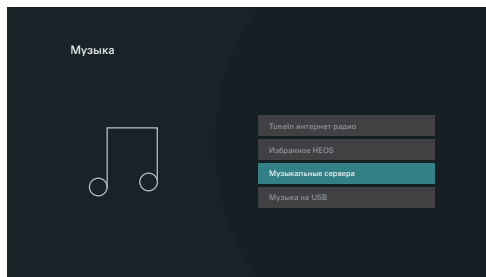 Музыка
TuneIn интернет радио
Избранное HEOS
Музыкальные сервера
Музыка на USB